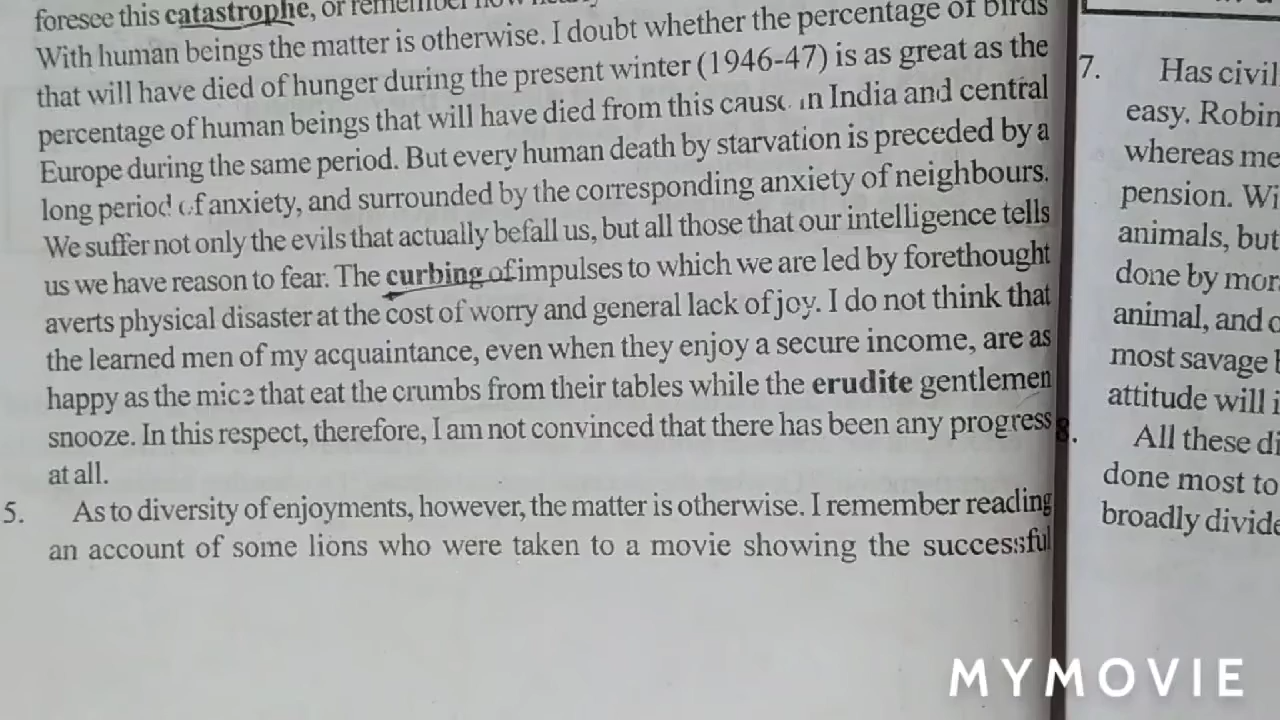 foresee this catastrophe, or remember how
With human beings the matter is otherwise. I doubt whether the percentage of birds
that will have died of hunger during the present winter (1946-47) is as great as the
percentage of human beings that will have died from this cause in India and central
Europe during the same period. But every human death by starvation is preceded by a
long period of anxiety, and surrounded by the corresponding anxiety of neighbours.
We suffer not only the evils that actually befall us, but all those that our intelligence tells
us we have reason to fear. The curbing of impulses to which we are led by forethought
averts physical disaster at the cost of worry and general lack of joy. I do not think that
the learned men of my acquaintance, even when they enjoy a secure income, are as
happy as the mice that eat the crumbs from their tables while the erudite gentlemen
snooze. In this respect, therefore, I am not convinced that there has been any progress
at all.
5. As to diversity of enjoyments, however, the matter is otherwise. I remember reading
an account of some lions who were taken to a movie showing the successful
7. Has civil
easy. Robin
whereas me
pension. Wi
animals, but
done by mor
animal, and
most savage
attitude will i
8. All these di
done most to
broadly divide
MYMOVIE